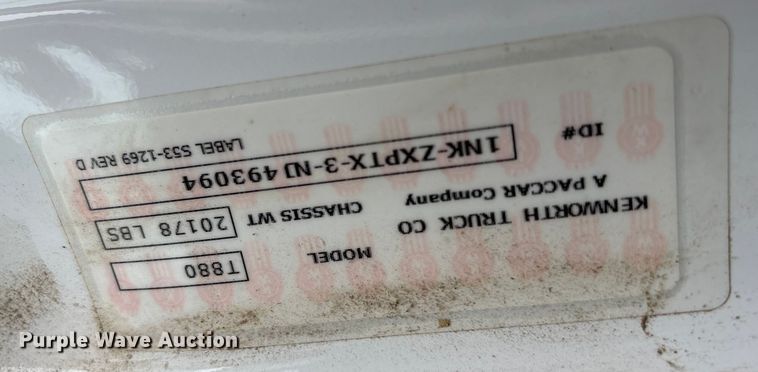 KENWORTH TRUCK CO
A PACCAR Company
MODEL T880
CHASSIS WT 20178 LBS
ID# 1NK-ZXPTX-3-NJ493094
LABEL S53-1269 REV D
Purple Wave Auction